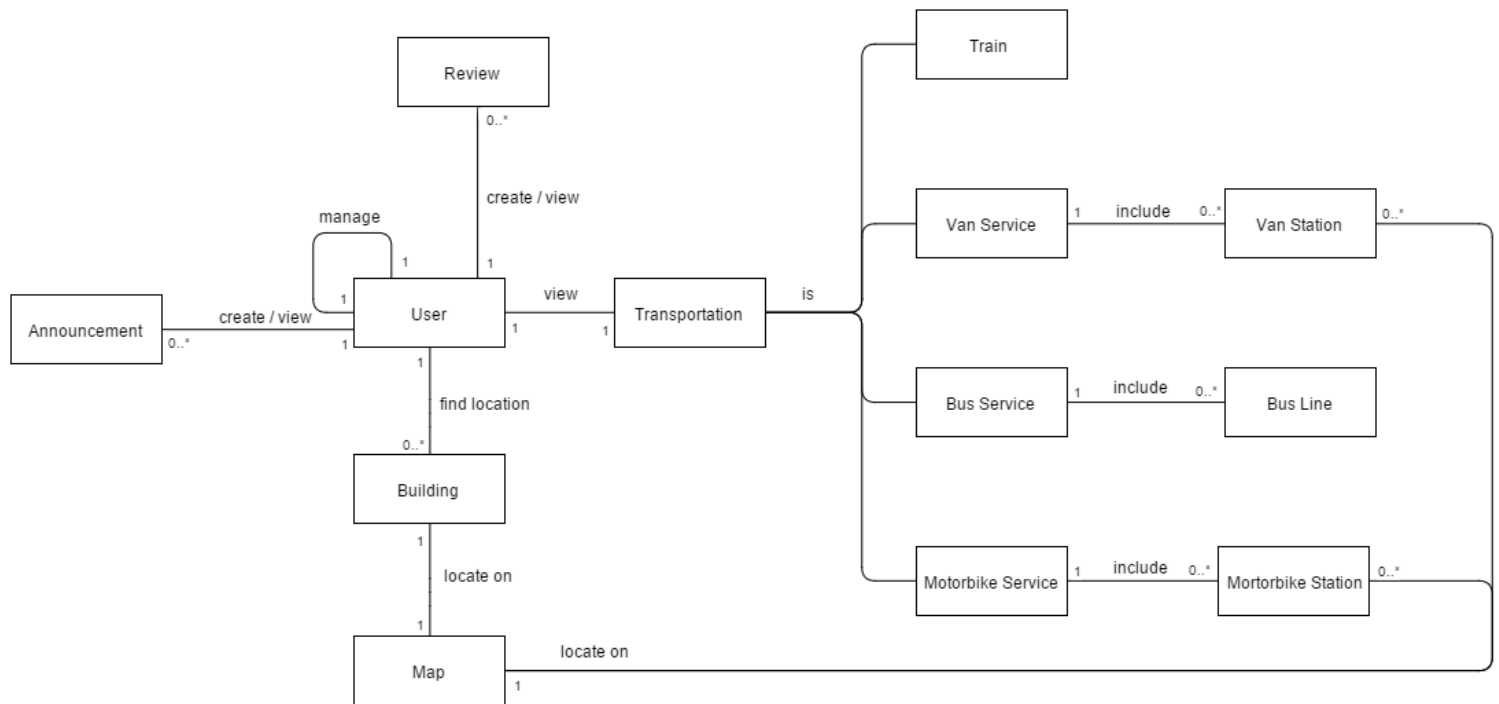 Train
Review
0..*
create / view
manage
1
1
1
Van Service
1
include
0..*
Van Station
0..*
Announcement
0..*
create / view
1
User
1
view
1
Transportation
is
1
find location
0..*
Bus Service
1
include
0..*
Bus Line
Building
1
locate on
1
Motorbike Service
1
include
0..*
Mortorbike Station
0..*
Map
1
locate on